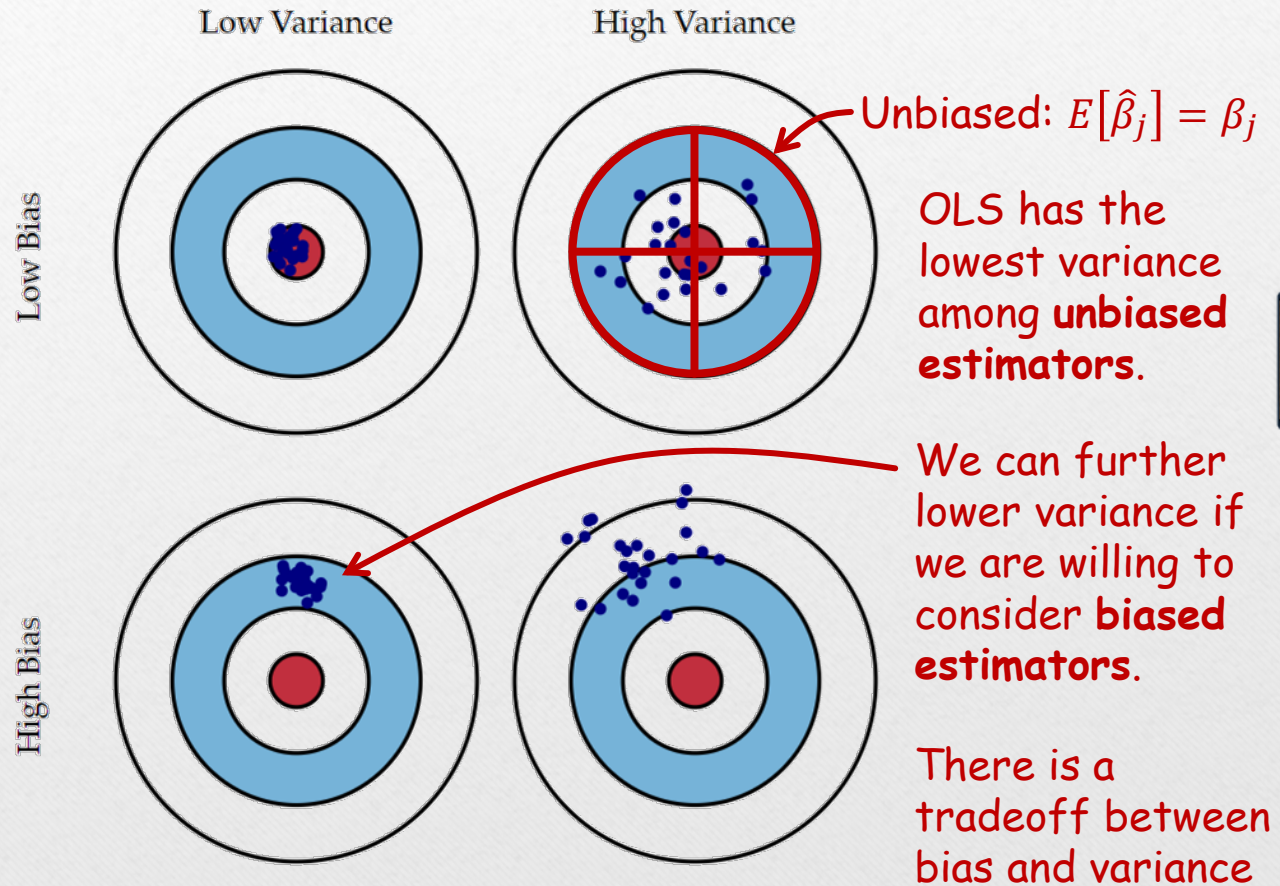 Low Variance
High Variance
Low Bias
High Bias
Unbiased: E[β̂ⱼ] = βⱼ
OLS has the
lowest variance
among unbiased
estimators.
We can further
lower variance if
we are willing to
consider biased
estimators.
There is a
tradeoff between
bias and variance